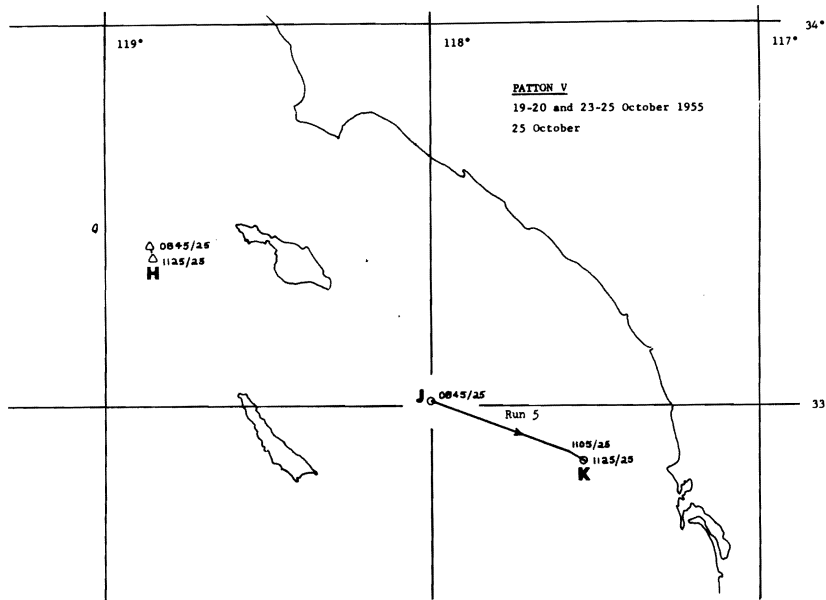 34°
119°
118°
117°
PATTON V
19-20 and 23-25 October 1955
25 October
0845/25
1125/25
H
J
0845/25
33
Run 5
1105/25
1125/25
K